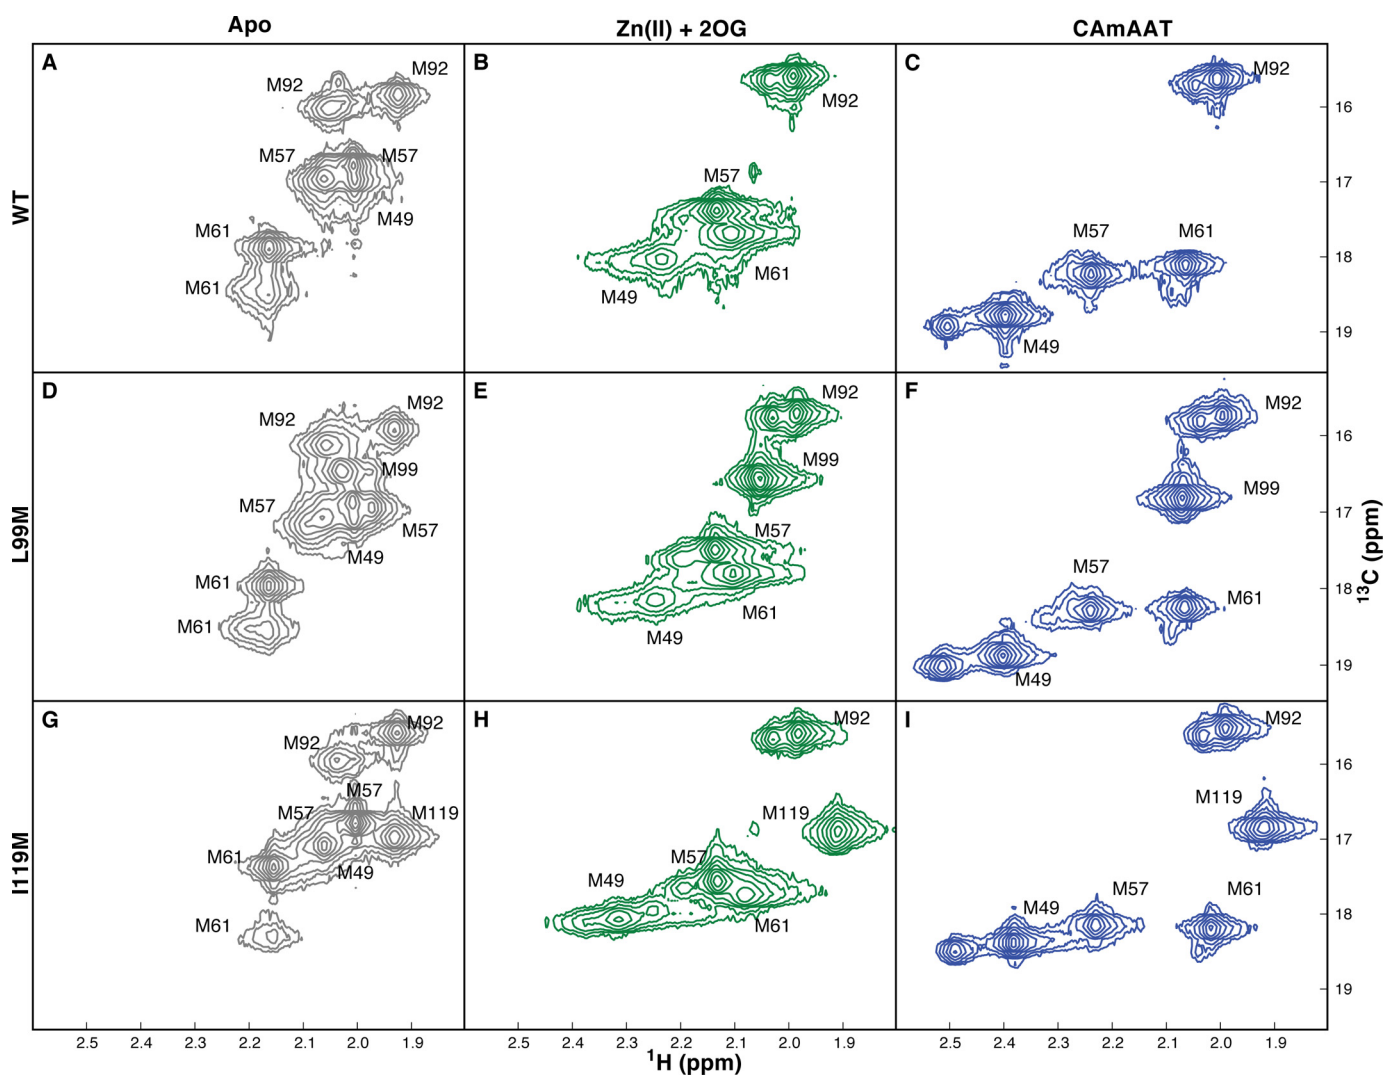 Apo
Zn(II) + 2OG
CAmAAT
WT
A
M92
M92
M57
M57
M49
M61
M61
B
M92
M57
M49
M61
C
M92
M57
M61
M49
16
17
18
19
L99M
D
M92
M92
M99
M57
M57
M49
M61
M61
E
M92
M99
M57
M61
M49
F
M92
M99
M57
M61
M49
16
17
18
19
13C (ppm)
I119M
G
M92
M92
M57
M57
M119
M61
M49
M61
H
M92
M119
M57
M49
M61
I
M92
M119
M57
M61
M49
16
17
18
19
2.5 2.4 2.3 2.2 2.1 2.0 1.9
2.5 2.4 2.3 2.2 2.1 2.0 1.9
2.5 2.4 2.3 2.2 2.1 2.0 1.9
1H (ppm)